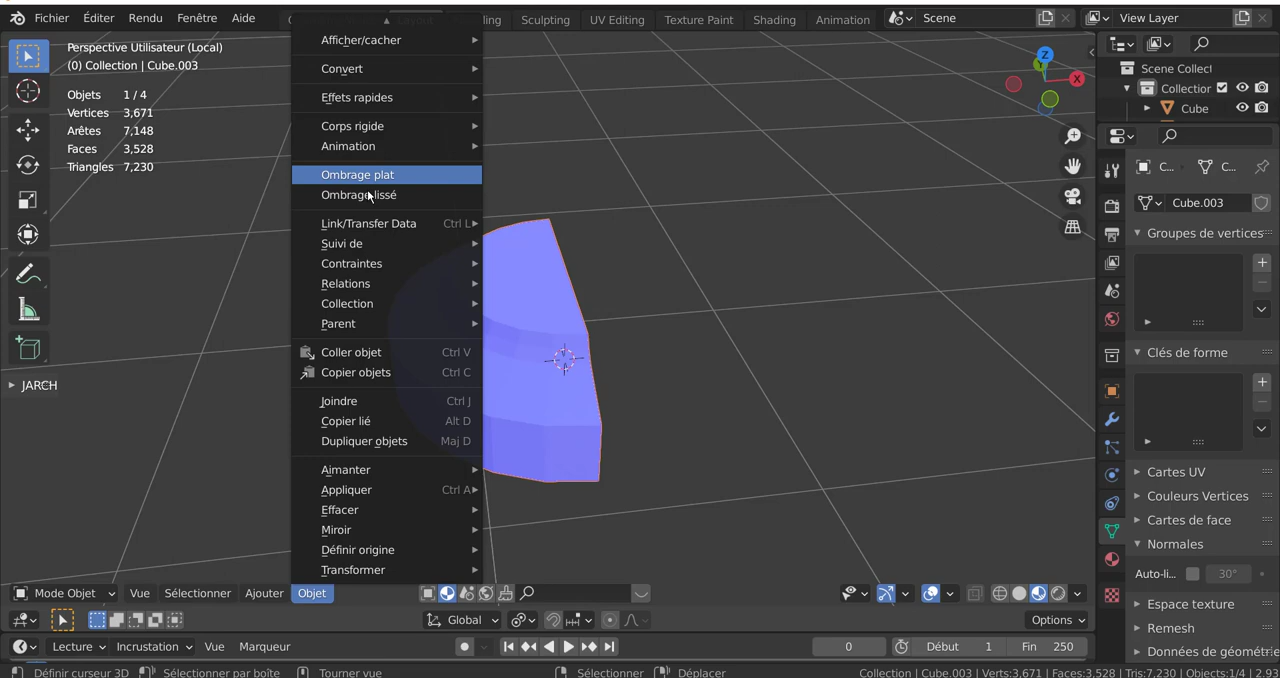 Fichier Éditer Rendu Fenêtre Aide Sculpting UV Editing Texture Paint Shading Animation Scene View Layer
Perspective Utilisateur (Local)
(0) Collection | Cube.003
Objets 1 / 4
Vertices 3,671
Arêtes 7,148
Faces 3,528
Triangles 7,230
JARCH
Afficher/cacher
Convert
Effets rapides
Corps rigide
Animation
Ombrage plat
Ombrage lissé
Link/Transfer Data Ctrl L
Suivi de
Contraintes
Relations
Collection
Parent
Coller objet Ctrl V
Copier objets Ctrl C
Joindre Ctrl J
Copier lié Alt D
Dupliquer objets Maj D
Aimanter
Appliquer Ctrl A
Effacer
Miroir
Définir origine
Transformer
Z
Y
X
Scene Collect
Collection
Cube
C... C...
Cube.003
Groupes de vertices
Clés de forme
Cartes UV
Couleurs Vertices
Cartes de face
Normales
Auto-li... 30°
Espace texture
Remesh
Données de géométrie
Mode Objet Vue Sélectionner Ajouter Objet
Global Options
Lecture Incrustation Vue Marqueur 0 Début 1 Fin 250
Définir curseur 3D Sélectionner par boîte Tourner vue Sélectionner Déplacer Collection | Cube.003 | Verts:3,671 | Faces:3,528 | Tris:7,230 | Objects:1/4 | 2.93